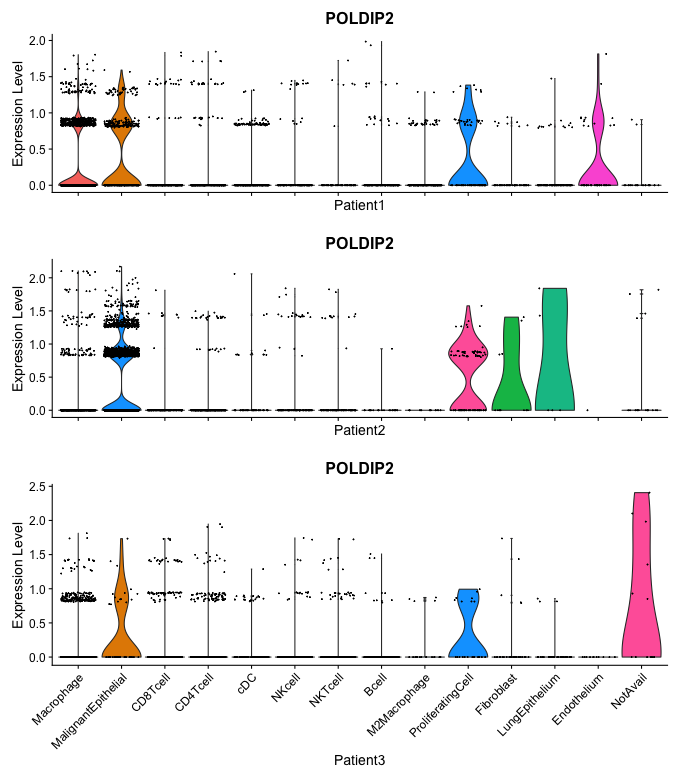 POLDIP2
Expression Level
2.0
1.5
1.0
0.5
0.0
Patient1
POLDIP2
Expression Level
2.0
1.5
1.0
0.5
0.0
Patient2
POLDIP2
Expression Level
2.5
2.0
1.5
1.0
0.5
0.0
Macrophage
MalignantEpithelial
CD8Tcell
CD4Tcell
cDC
NKcell
NKTcell
Bcell
M2Macrophage
ProliferatingCell
Fibroblast
LungEpithelium
Endothelium
NotAvail
Patient3